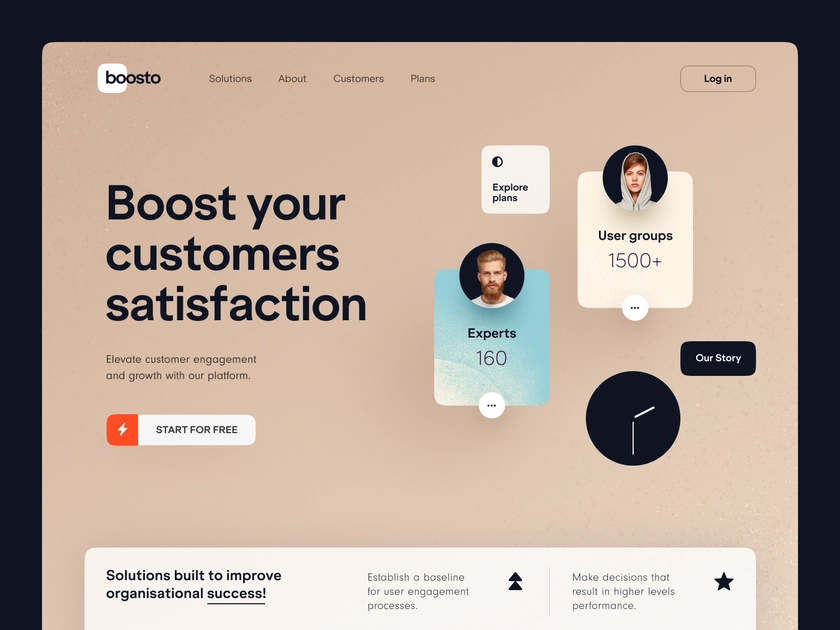 boosto
Solutions
About
Customers
Plans
Log in
Boost your
customers
satisfaction
Elevate customer engagement
and growth with our platform.
START FOR FREE
Explore
plans
User groups
1500+
Experts
160
Our Story
Solutions built to improve
organisational success!
Establish a baseline
for user engagement
processes.
Make decisions that
result in higher levels
performance.